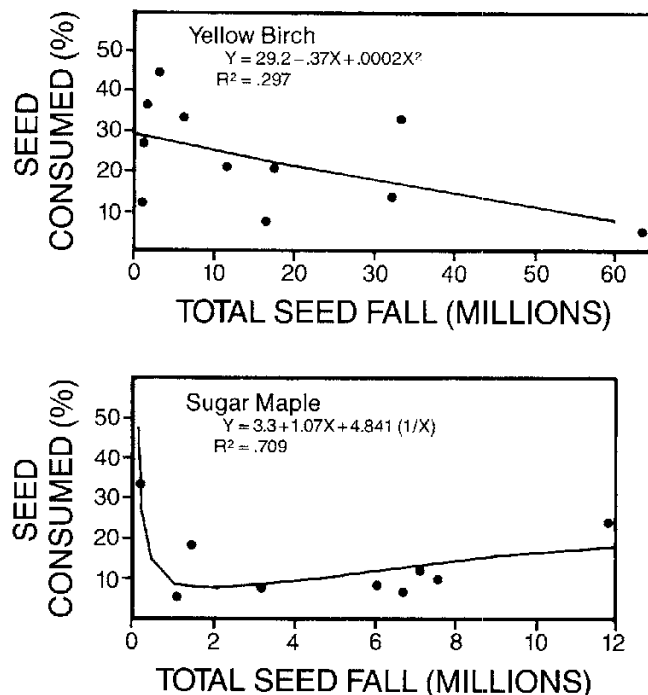 Yellow Birch
Y = 29.2 - .37X + .0002X²
R² = .297
SEED
CONSUMED (%)
50
40
30
20
10
0
10
20
30
40
50
60
TOTAL SEED FALL (MILLIONS)
Sugar Maple
Y = 3.3 + 1.07X + 4.841 (1/X)
R² = .709
SEED
CONSUMED (%)
50
40
30
20
10
0
2
4
6
8
10
12
TOTAL SEED FALL (MILLIONS)